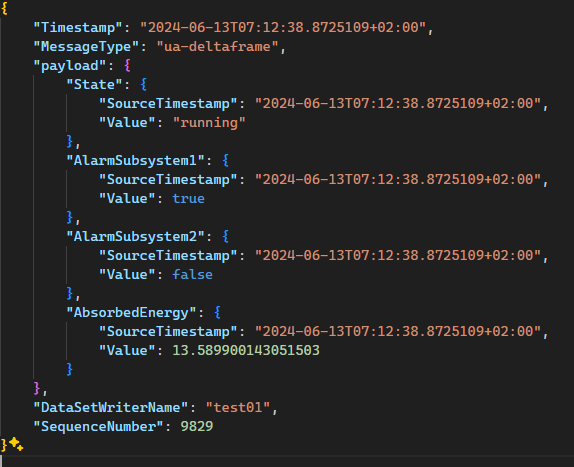 {
    "Timestamp": "2024-06-13T07:12:38.8725109+02:00",
    "MessageType": "ua-deltaframe",
    "payload": {
        "State": {
            "SourceTimestamp": "2024-06-13T07:12:38.8725109+02:00",
            "Value": "running"
        },
        "AlarmSubsystem1": {
            "SourceTimestamp": "2024-06-13T07:12:38.8725109+02:00",
            "Value": true
        },
        "AlarmSubsystem2": {
            "SourceTimestamp": "2024-06-13T07:12:38.8725109+02:00",
            "Value": false
        },
        "AbsorbedEnergy": {
            "SourceTimestamp": "2024-06-13T07:12:38.8725109+02:00",
            "Value": 13.589900143051503
        }
    },
    "DataSetWriterName": "test01",
    "SequenceNumber": 9829
}